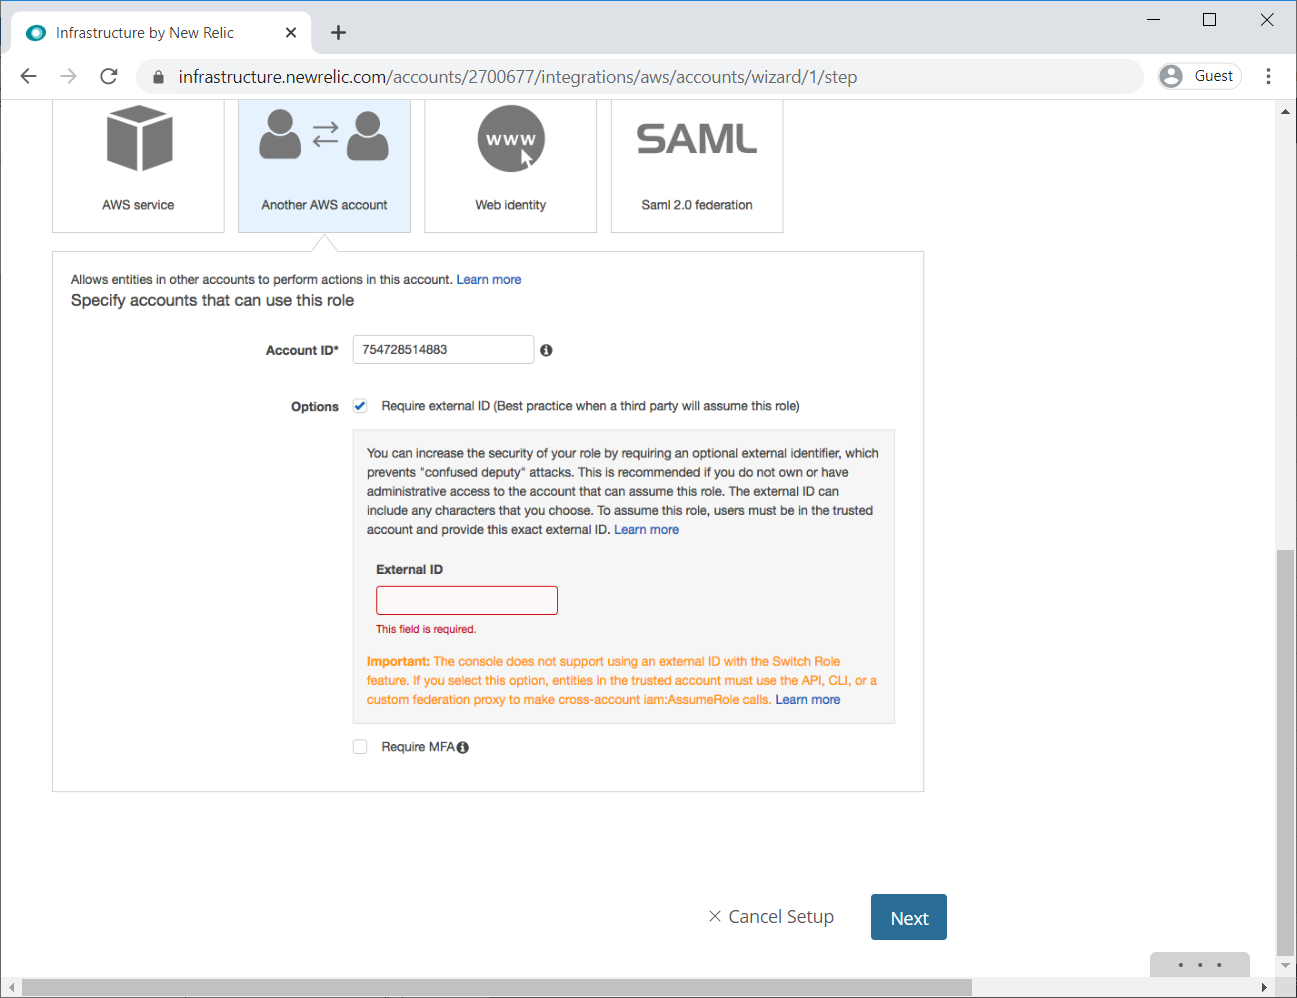 Infrastructure by New Relic
infrastructure.newrelic.com/accounts/2700677/integrations/aws/accounts/wizard/1/step
Guest
www
SAML
AWS service
Another AWS account
Web identity
Saml 2.0 federation
Allows entities in other accounts to perform actions in this account. Learn more
Specify accounts that can use this role
Account ID* 754728514883
Options Require external ID (Best practice when a third party will assume this role)
You can increase the security of your role by requiring an optional external identifier, which
prevents "confused deputy" attacks. This is recommended if you do not own or have
administrative access to the account that can assume this role. The external ID can
include any characters that you choose. To assume this role, users must be in the trusted
account and provide this exact external ID. Learn more
External ID
This field is required.
Important: The console does not support using an external ID with the Switch Role
feature. If you select this option, entities in the trusted account must use the API, CLI, or a
custom federation proxy to make cross-account iam:AssumeRole calls. Learn more
Require MFA
Cancel Setup
Next